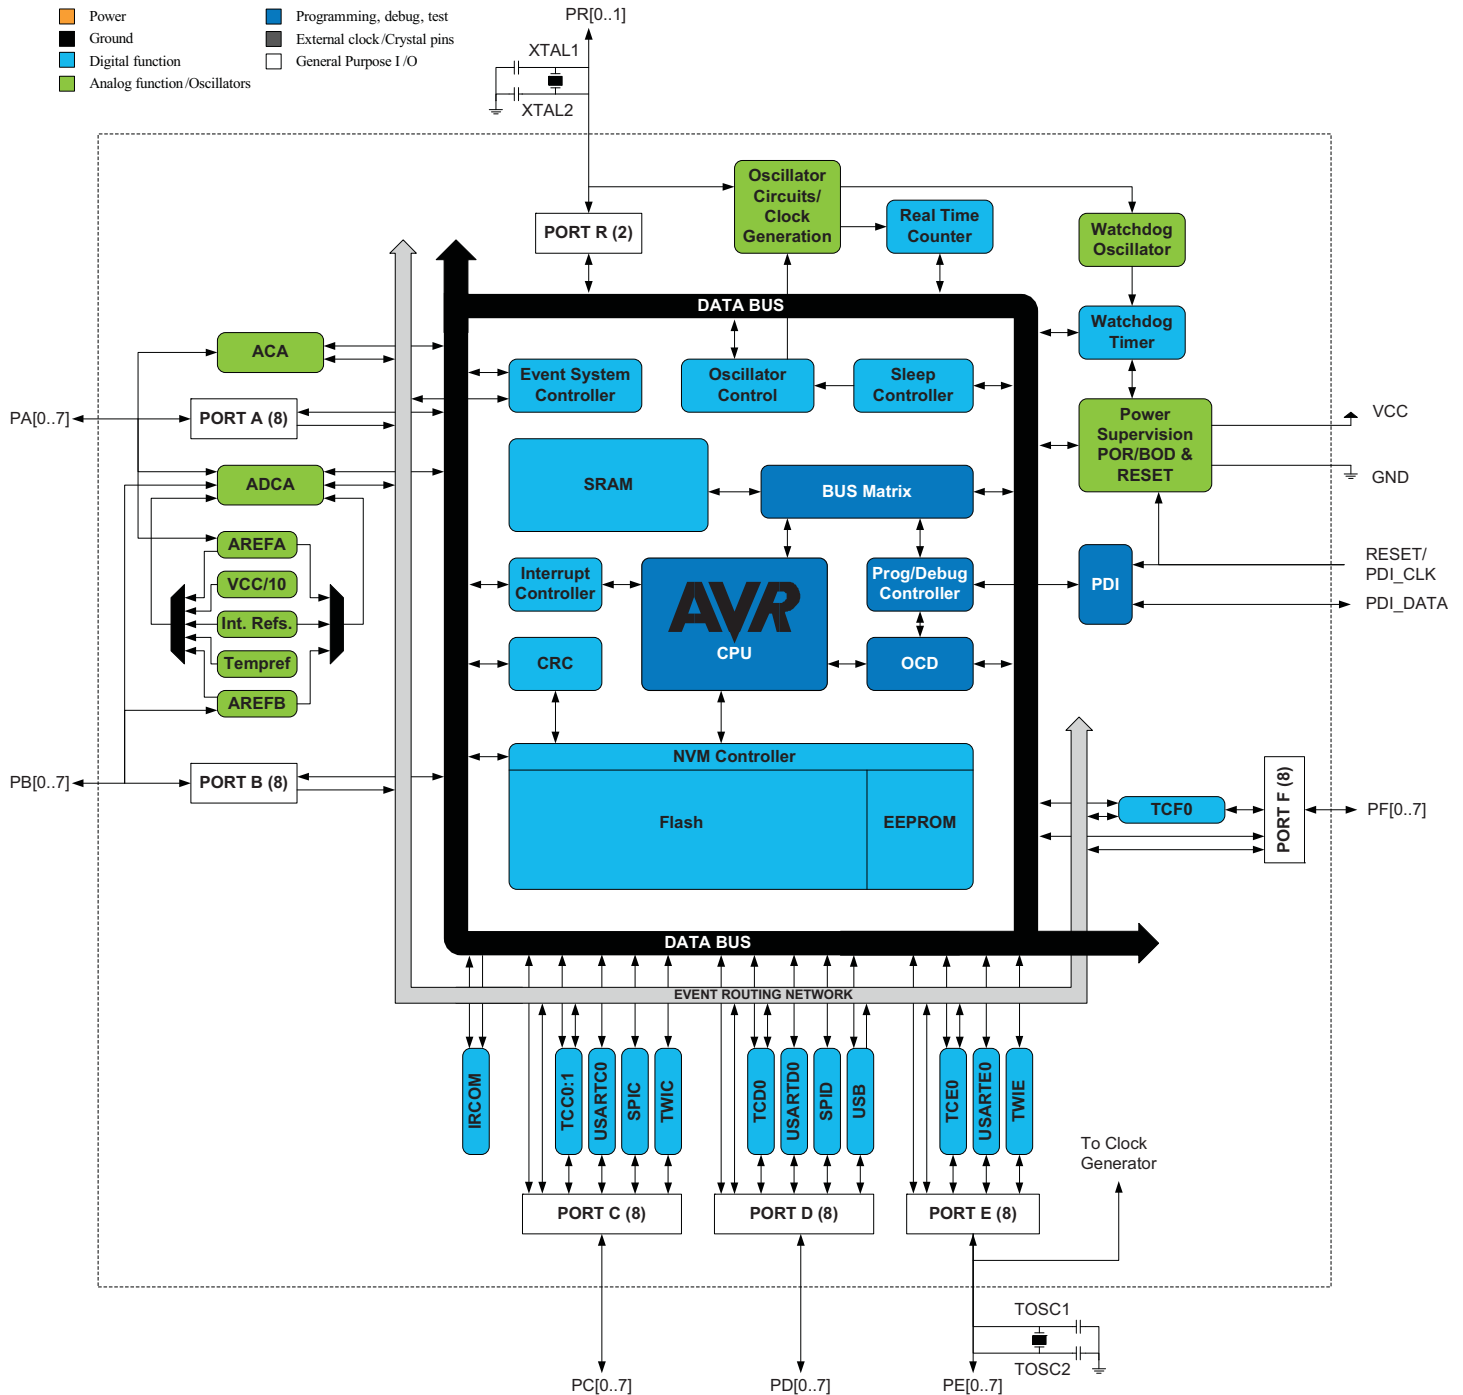 Power
Ground
Digital function
Analog function/Oscillators
Programming, debug, test
External clock/Crystal pins
General Purpose I/O
PR[0..1]
XTAL1
XTAL2
Oscillator
Circuits/
Clock
Generation
PORT R (2)
Real Time
Counter
Watchdog
Oscillator
DATA BUS
Watchdog
Timer
ACA
Event System
Controller
Oscillator
Control
Sleep
Controller
PA[0..7]
PORT A (8)
Power
Supervision
POR/BOD &
RESET
VCC
GND
ADCA
SRAM
BUS Matrix
AREFA
VCC/10
Int. Refs.
Tempref
AREFB
Interrupt
Controller
AVR
CPU
Prog/Debug
Controller
PDI
RESET/
PDI_CLK
PDI_DATA
CRC
OCD
PB[0..7]
PORT B (8)
NVM Controller
Flash
EEPROM
TCF0
PORT F (8)
PF[0..7]
DATA BUS
EVENT ROUTING NETWORK
IRCOM
TCC0:1
USARTC0
SPIC
TWIC
TCD0
USARTD0
SPID
USB
TCE0
USARTE0
TWIE
To Clock
Generator
PORT C (8)
PORT D (8)
PORT E (8)
TOSC1
TOSC2
PC[0..7]
PD[0..7]
PE[0..7]